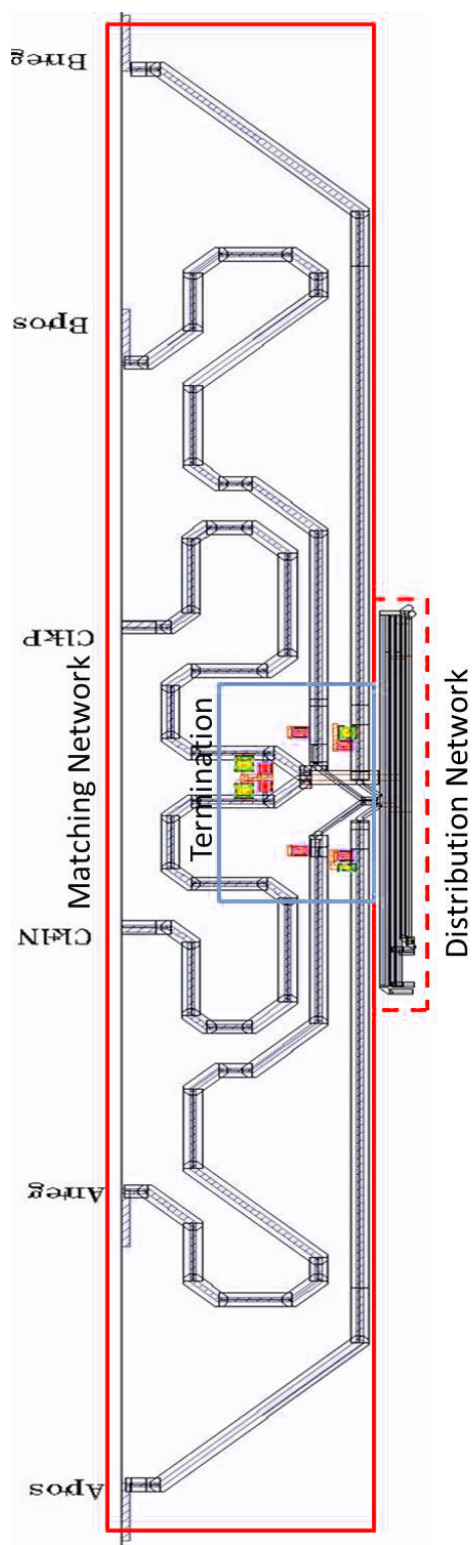 Bneg
Bpos
ClkP
Matching Network
Termination
Distribution Network
ClkN
Aneg
Apos